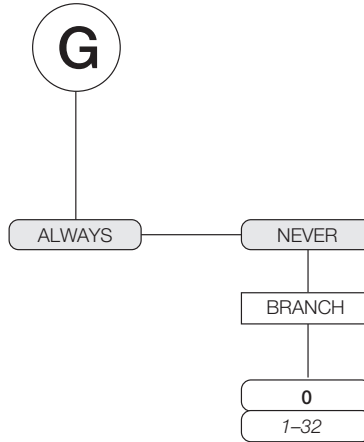 G
ALWAYS
NEVER
BRANCH
0
1–32